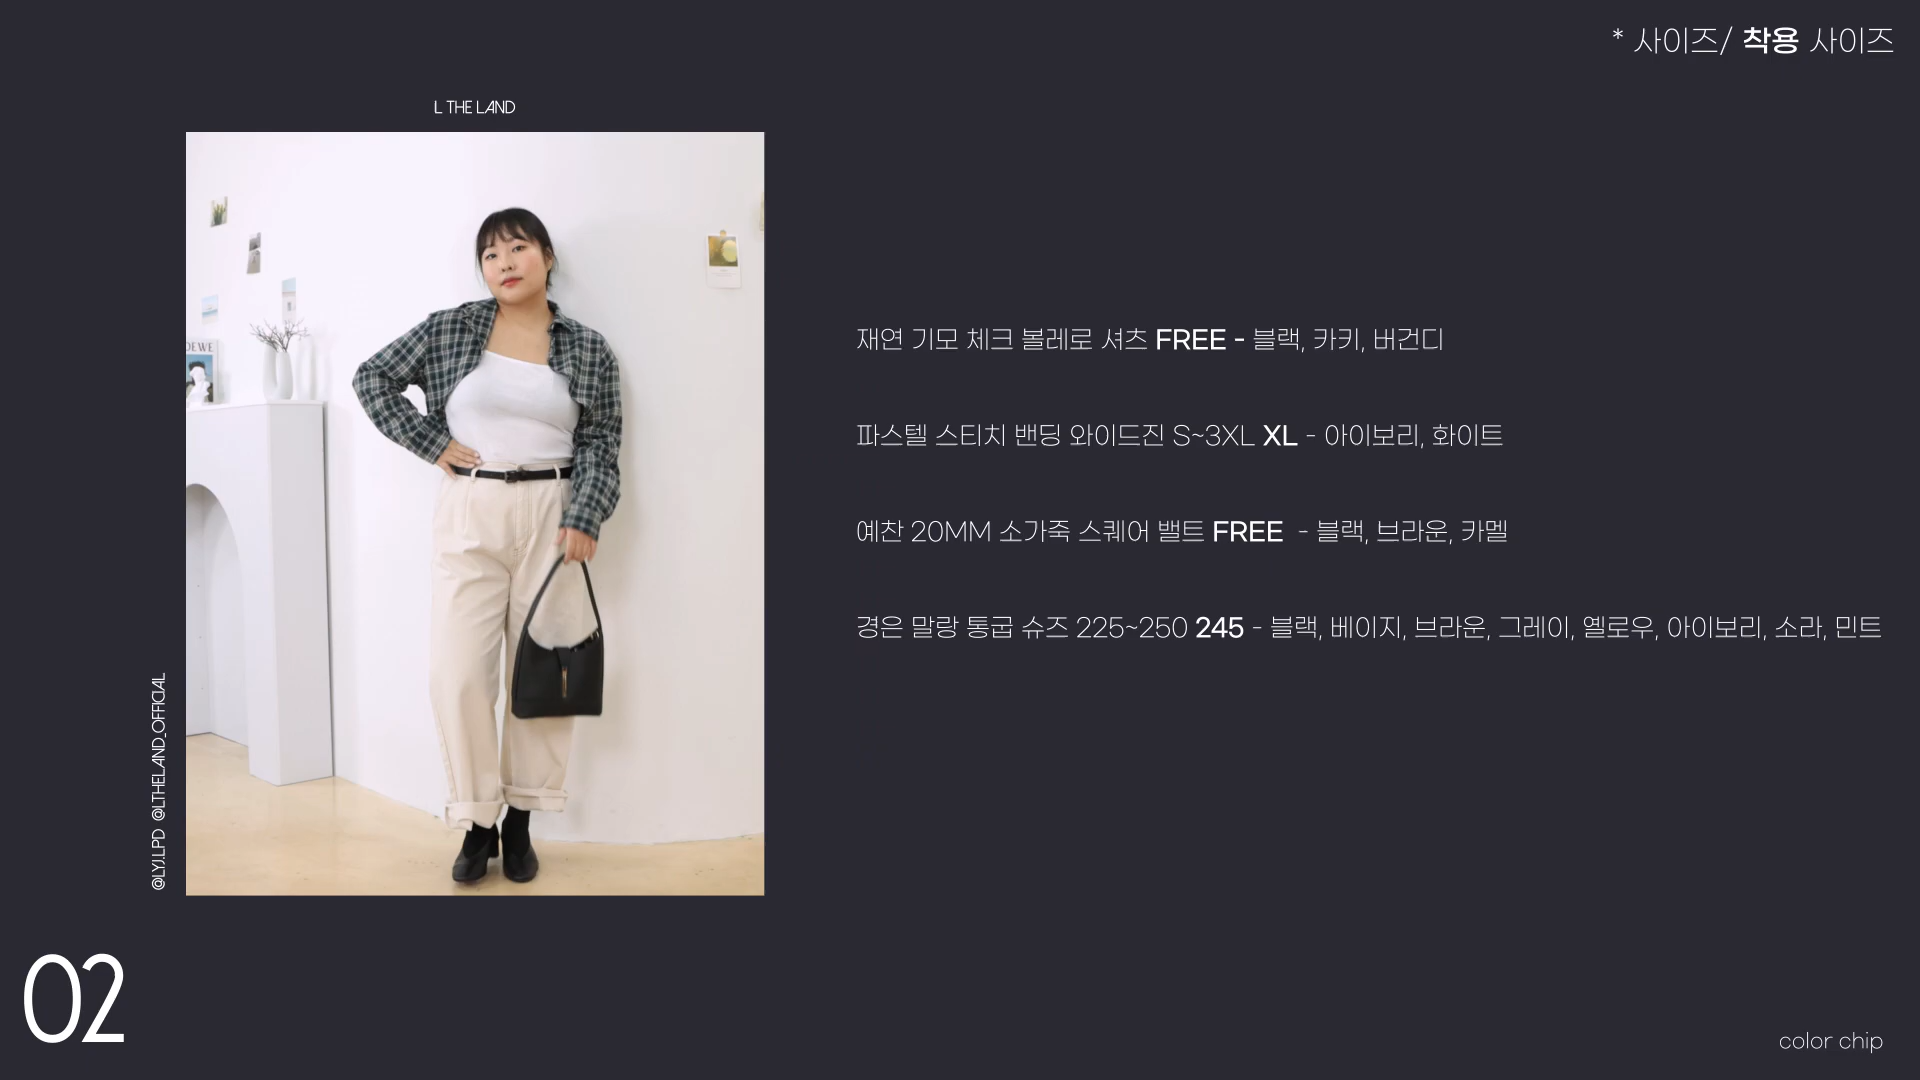 * 사이즈/ 착용 사이즈
L THE LAND
재연 기모 체크 볼레로 셔츠 FREE - 블랙, 카키, 버건디
파스텔 스티치 밴딩 와이드진 S~3XL XL - 아이보리, 화이트
예찬 20MM 소가죽 스퀘어 밸트 FREE - 블랙, 브라운, 카멜
경은 말랑 통굽 슈즈 225~250 245 - 블랙, 베이지, 브라운, 그레이, 옐로우, 아이보리, 소라, 민트
@LYJ.LPD @LTHELAND_OFFICIAL
02
color chip